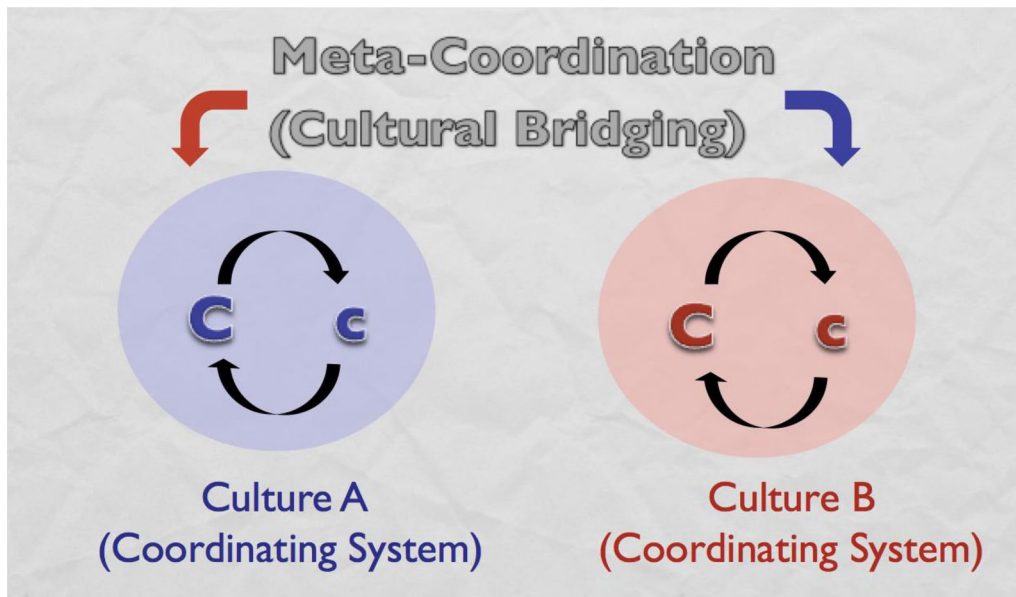 Meta-Coordination
(Cultural Bridging)
C c
C c
Culture A
(Coordinating System)
Culture B
(Coordinating System)